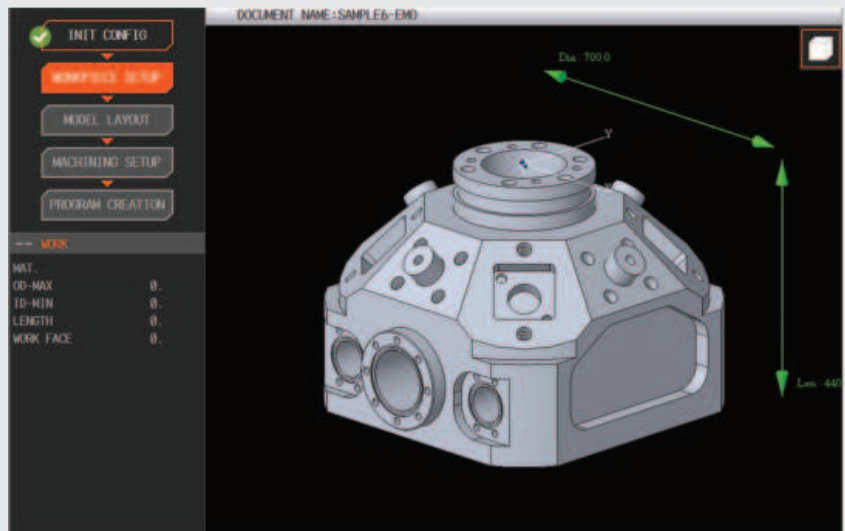 DOCUMENT NAME:SAMPLE6-EMO
INIT CONFIG
WORKPIECE SETUP
MODEL LAYOUT
MACHINING SETUP
PROGRAM CREATION
WORK
MAT.
OD-MAX 0.
ID-MIN 0.
LENGTH 0.
WORK FACE 0.
Dia: 700.0
Y
Len: 440